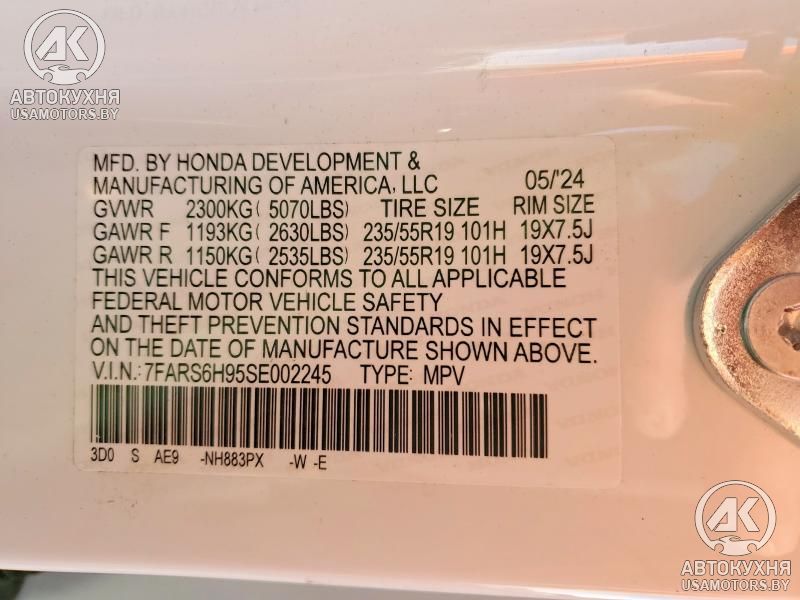 АК
АВТОКУХНЯ
USAMOTORS.BY
MFD. BY HONDA DEVELOPMENT &
MANUFACTURING OF AMERICA, LLC 05/'24
GVWR 2300KG( 5070LBS) TIRE SIZE RIM SIZE
GAWR F 1193KG( 2630LBS) 235/55R19 101H 19X7.5J
GAWR R 1150KG( 2535LBS) 235/55R19 101H 19X7.5J
THIS VEHICLE CONFORMS TO ALL APPLICABLE
FEDERAL MOTOR VEHICLE SAFETY
AND THEFT PREVENTION STANDARDS IN EFFECT
ON THE DATE OF MANUFACTURE SHOWN ABOVE.
V.I.N.:7FARS6H95SE002245 TYPE: MPV
3D0 S AE9 -NH883PX -W -E
АК
АВТОКУХНЯ
USAMOTORS.BY